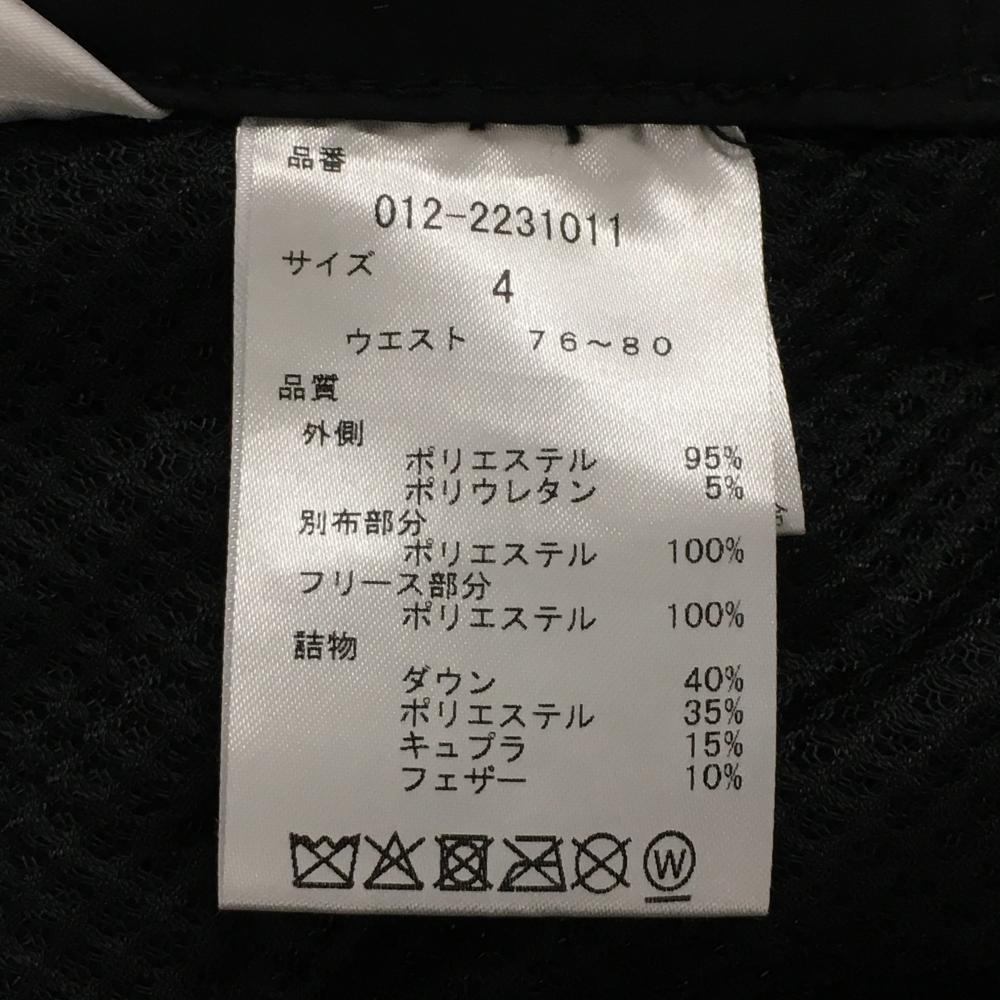 品番
012-2231011
サイズ
4
ウエスト 76～80
品質
外側
ポリエステル 95%
ポリウレタン 5%
別布部分
ポリエステル 100%
フリース部分
ポリエステル 100%
詰物
ダウン 40%
ポリエステル 35%
キュプラ 15%
フェザー 10%
W